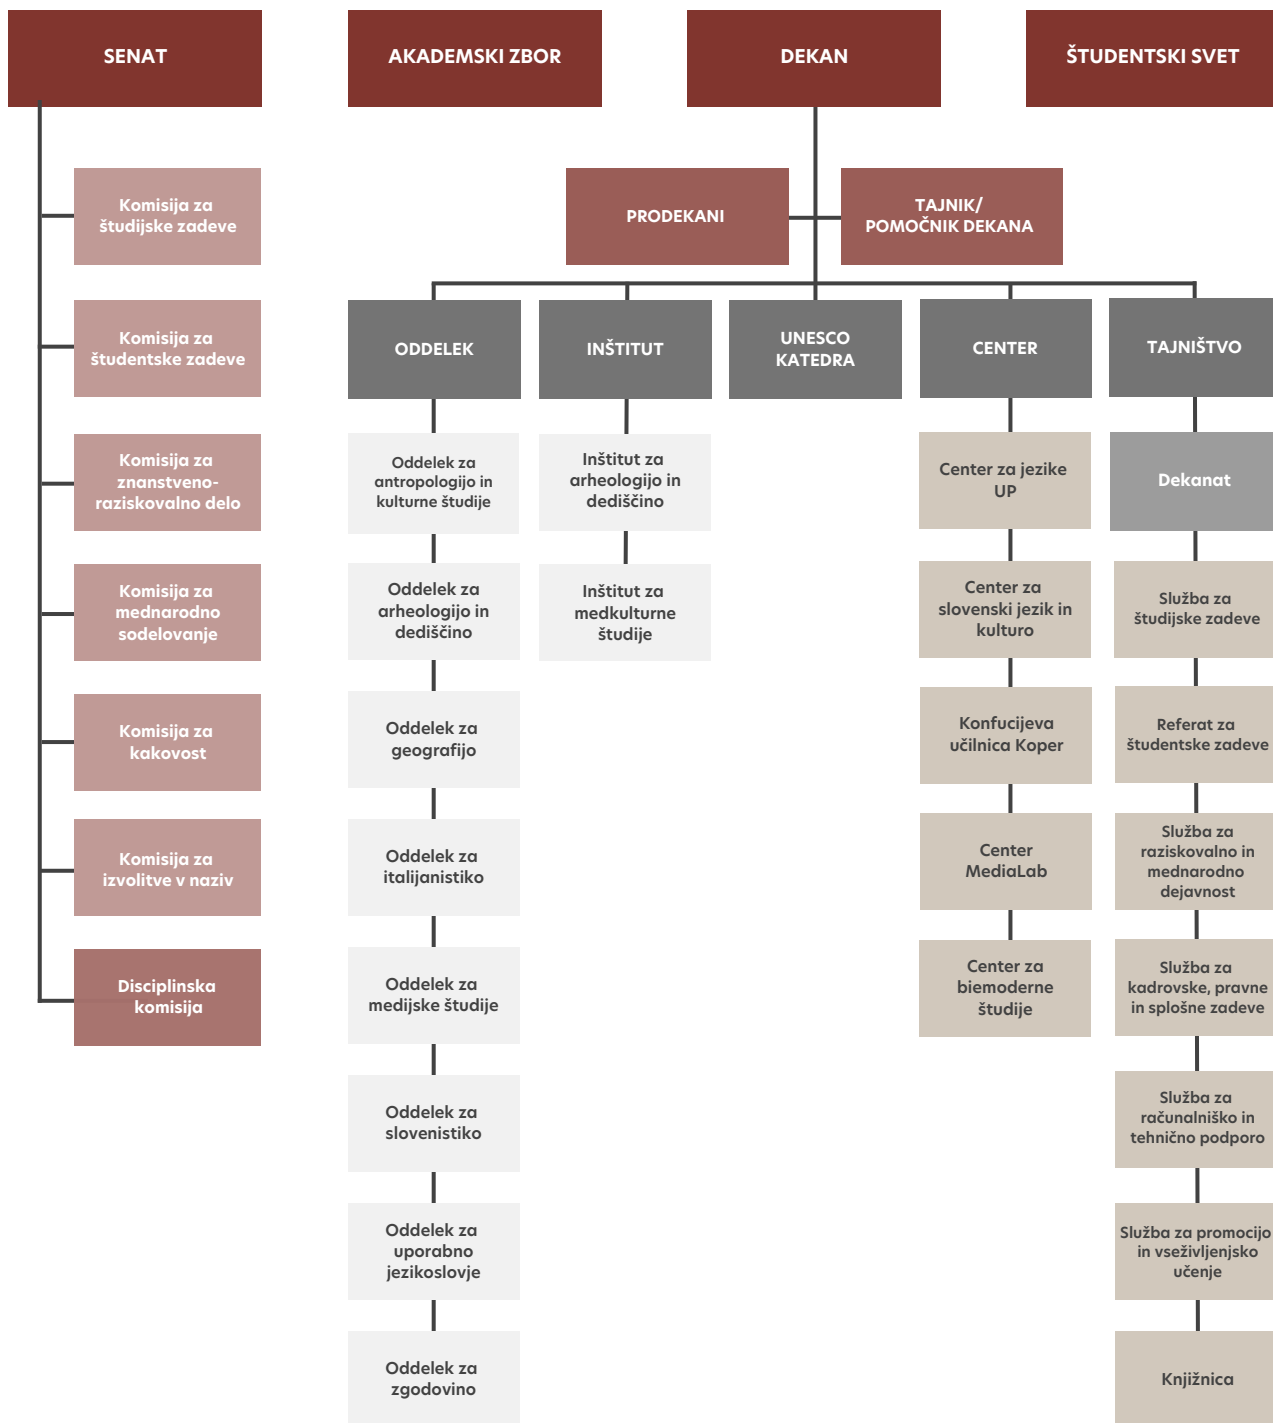 SENAT
AKADEMSKI ZBOR
DEKAN
ŠTUDENTSKI SVET
PRODEKANI
TAJNIK/
POMOČNIK DEKANA
Komisija za
študijske zadeve
Komisija za
študentske zadeve
Komisija za
znanstveno-
raziskovalno delo
Komisija za
mednarodno
sodelovanje
Komisija za
kakovost
Komisija za
izvolitve v naziv
Disciplinska
komisija
ODDELEK
Oddelek za
antropologijo in
kulturne študije
Oddelek za
arheologijo in
dediščino
Oddelek za
geografijo
Oddelek za
italijanistiko
Oddelek za
medijske študije
Oddelek za
slovenistiko
Oddelek za
uporabno
jezikoslovje
Oddelek za
zgodovino
INŠTITUT
Inštitut za
arheologijo in
dediščino
Inštitut za
medkulturne
študije
UNESCO
KATEDRA
CENTER
Center za jezike
UP
Center za
slovenski jezik in
kulturo
Konfucijeva
učilnica Koper
Center
MediaLab
Center za
biemoderne
študije
TAJNIŠTVO
Dekanat
Služba za
študijske zadeve
Referat za
študentske zadeve
Služba za
raziskovalno in
mednarodno
dejavnost
Služba za
kadrovske, pravne
in splošne zadeve
Služba za
računalniško in
tehnično podporo
Služba za promocijo
in vseživljenjsko
učenje
Knjižnica